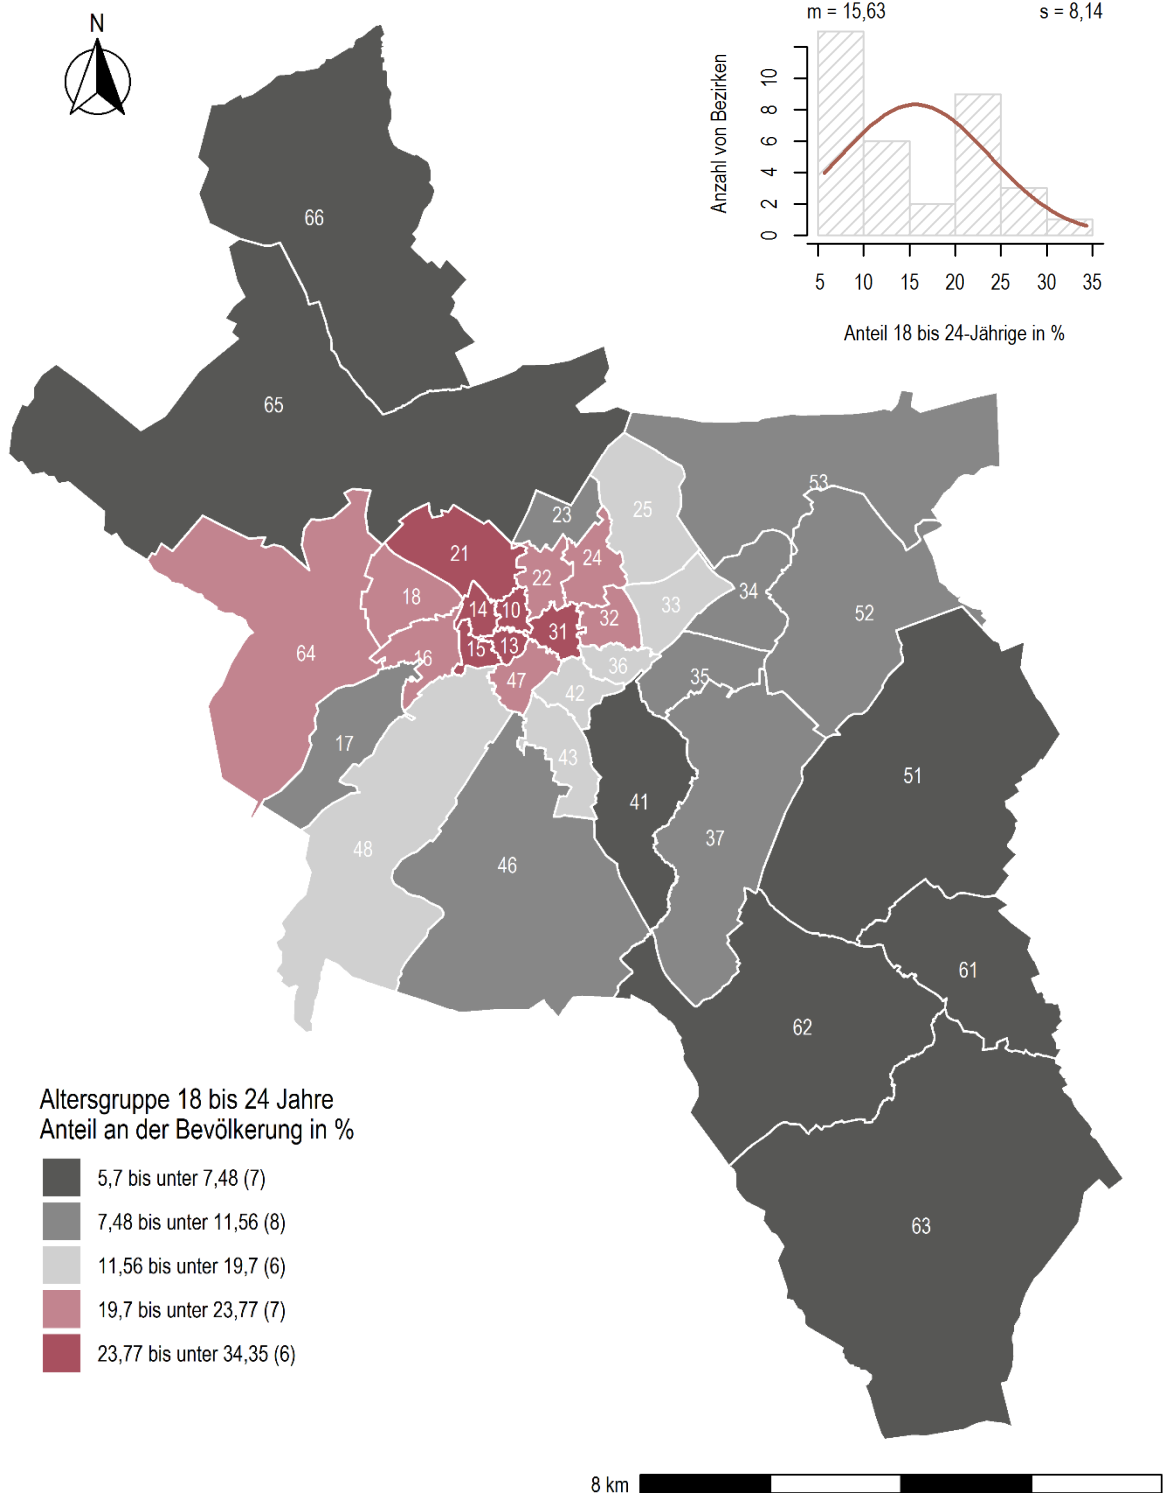 N
m = 15,63
s = 8,14
Anzahl von Bezirken
10
8
6
4
2
0
5 10 15 20 25 30 35
Anteil 18 bis 24-Jährige in %
66
65
53
25
23
21
24
22
18
34
33
14
10
32
52
31
13
15
64
16
36
35
47
42
17
43
51
41
37
48
46
61
62
63
Altersgruppe 18 bis 24 Jahre
Anteil an der Bevölkerung in %
5,7 bis unter 7,48 (7)
7,48 bis unter 11,56 (8)
11,56 bis unter 19,7 (6)
19,7 bis unter 23,77 (7)
23,77 bis unter 34,35 (6)
8 km